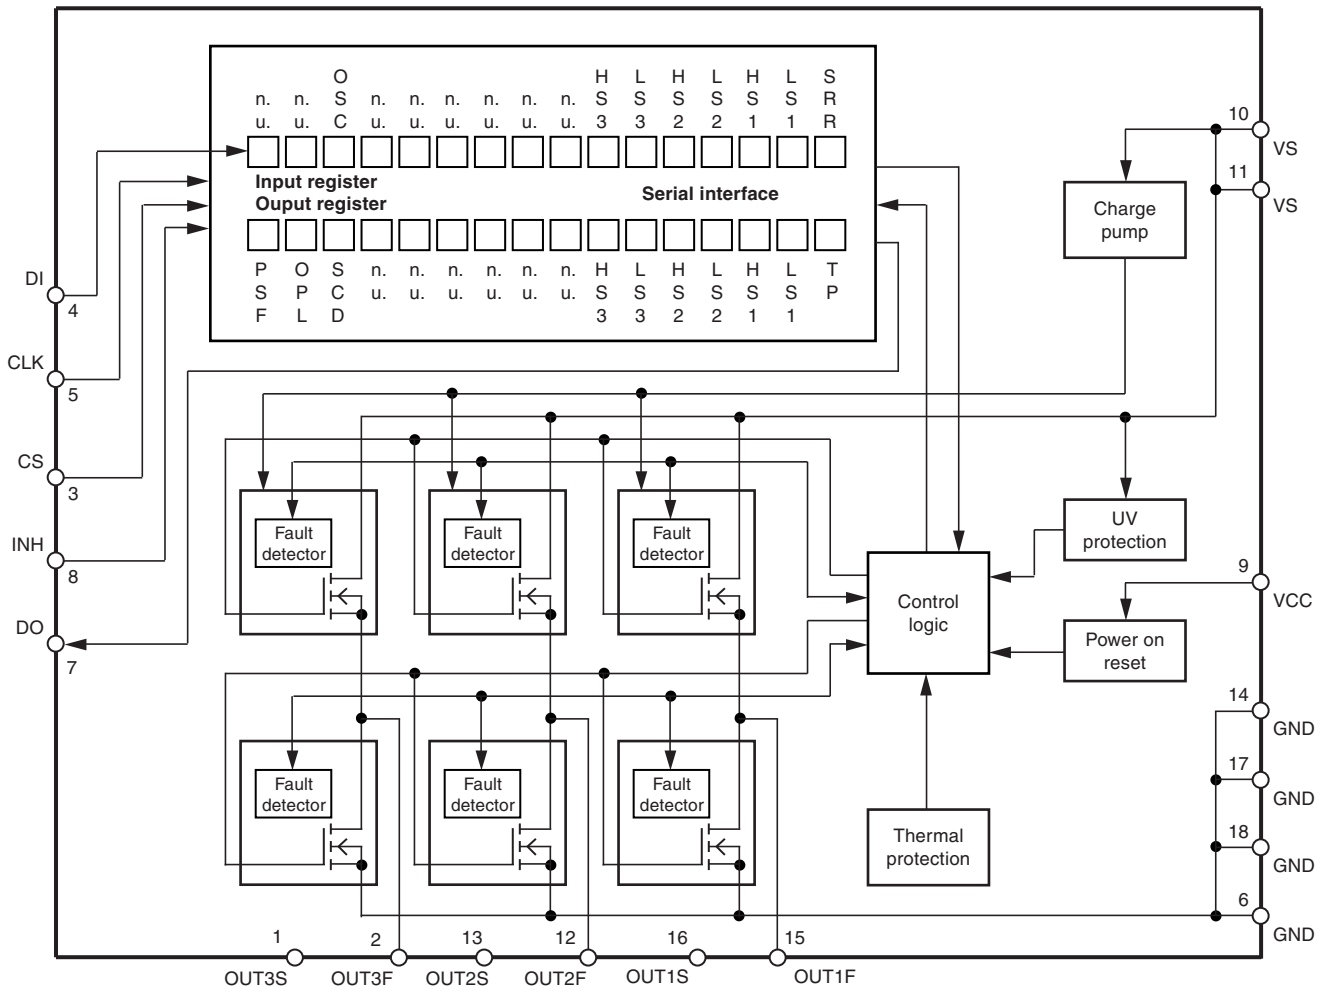 O
H L H L H L S
n. n. S n. n. n. n. n. n. S S S S S S R
u. u. C u. u. u. u. u. u. 3 3 2 2 1 1 R
Input register
Ouput register
Serial interface
P O S n. n. n. n. n. n. H L H L H L T
S P C u. u. u. u. u. u. S S S S S S P
F L D 3 3 2 2 1 1
10
VS
11
VS
Charge
pump
DI
4
CLK
5
CS
3
INH
8
DO
7
Fault
detector
Fault
detector
Fault
detector
UV
protection
Control
logic
9
VCC
Power on
reset
14
GND
17
GND
18
GND
6
GND
Fault
detector
Fault
detector
Fault
detector
Thermal
protection
1
OUT3S
2
OUT3F
13
OUT2S
12
OUT2F
16
OUT1S
15
OUT1F